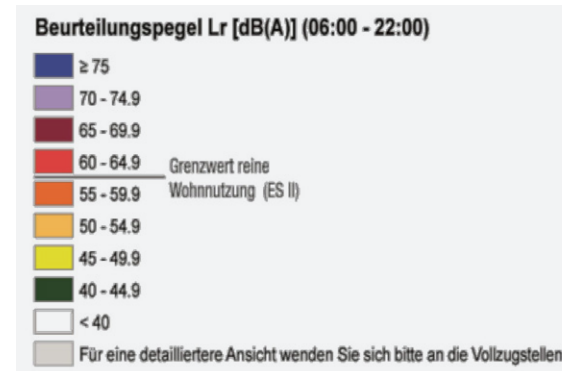 Beurteilungspegel Lr [dB(A)] (06:00 - 22:00)
≥ 75
70 - 74.9
65 - 69.9
60 - 64.9
Grenzwert reine
Wohnnutzung (ES II)
55 - 59.9
50 - 54.9
45 - 49.9
40 - 44.9
< 40
Für eine detailliertere Ansicht wenden Sie sich bitte an die Vollzugstellen